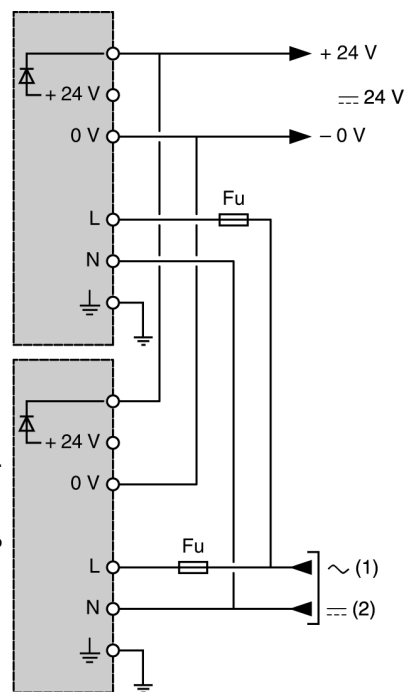 + 24 V
+ 24 V
⎓ 24 V
0 V
– 0 V
Fu
L
N
+ 24 V
0 V
Fu
L
∼ (1)
N
⎓ (2)